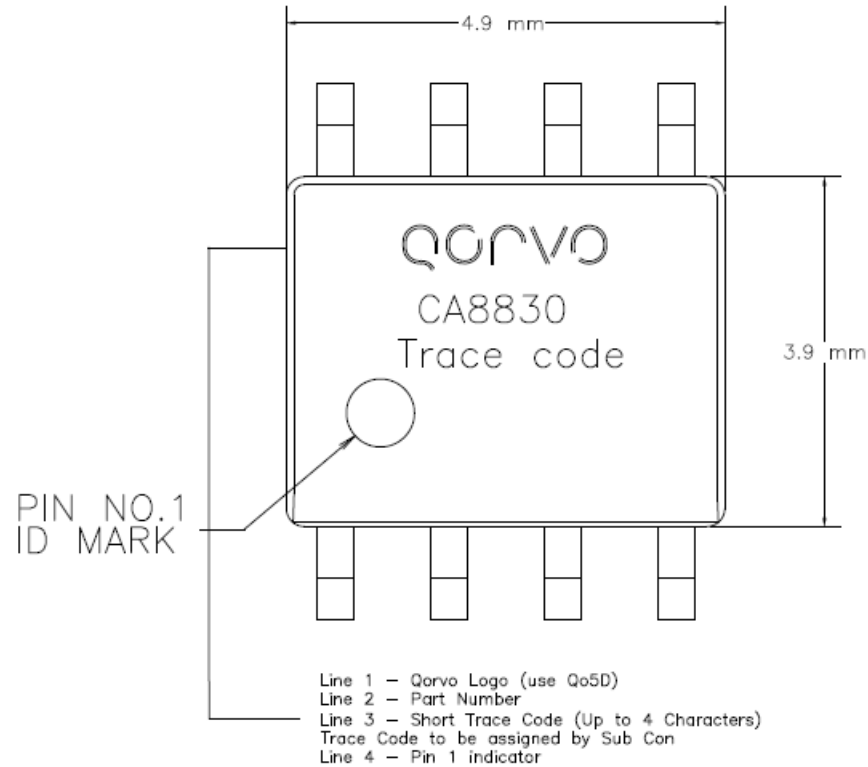 4.9 mm
QORVO
CA8830
Trace code
3.9 mm
PIN NO.1
ID MARK
Line 1 – Qorvo Logo (use Qo5D)
Line 2 – Part Number
Line 3 – Short Trace Code (Up to 4 Characters)
Trace Code to be assigned by Sub Con
Line 4 – Pin 1 indicator